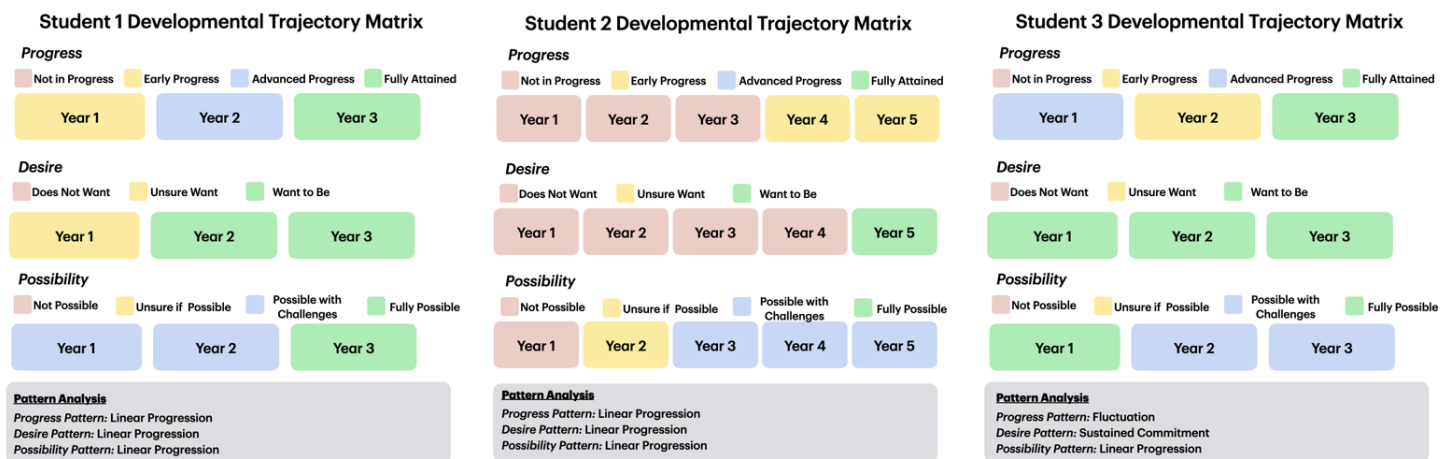 Student 1 Developmental Trajectory Matrix
Progress
Not in Progress Early Progress Advanced Progress Fully Attained
Year 1 Year 2 Year 3
Desire
Does Not Want Unsure Want Want to Be
Year 1 Year 2 Year 3
Possibility
Not Possible Unsure if Possible Possible with Challenges Fully Possible
Year 1 Year 2 Year 3
Pattern Analysis
Progress Pattern: Linear Progression
Desire Pattern: Linear Progression
Possibility Pattern: Linear Progression
Student 2 Developmental Trajectory Matrix
Progress
Not in Progress Early Progress Advanced Progress Fully Attained
Year 1 Year 2 Year 3 Year 4 Year 5
Desire
Does Not Want Unsure Want Want to Be
Year 1 Year 2 Year 3 Year 4 Year 5
Possibility
Not Possible Unsure if Possible Possible with Challenges Fully Possible
Year 1 Year 2 Year 3 Year 4 Year 5
Pattern Analysis
Progress Pattern: Linear Progression
Desire Pattern: Linear Progression
Possibility Pattern: Linear Progression
Student 3 Developmental Trajectory Matrix
Progress
Not in Progress Early Progress Advanced Progress Fully Attained
Year 1 Year 2 Year 3
Desire
Does Not Want Unsure Want Want to Be
Year 1 Year 2 Year 3
Possibility
Not Possible Unsure if Possible Possible with Challenges Fully Possible
Year 1 Year 2 Year 3
Pattern Analysis
Progress Pattern: Fluctuation
Desire Pattern: Sustained Commitment
Possibility Pattern: Linear Progression